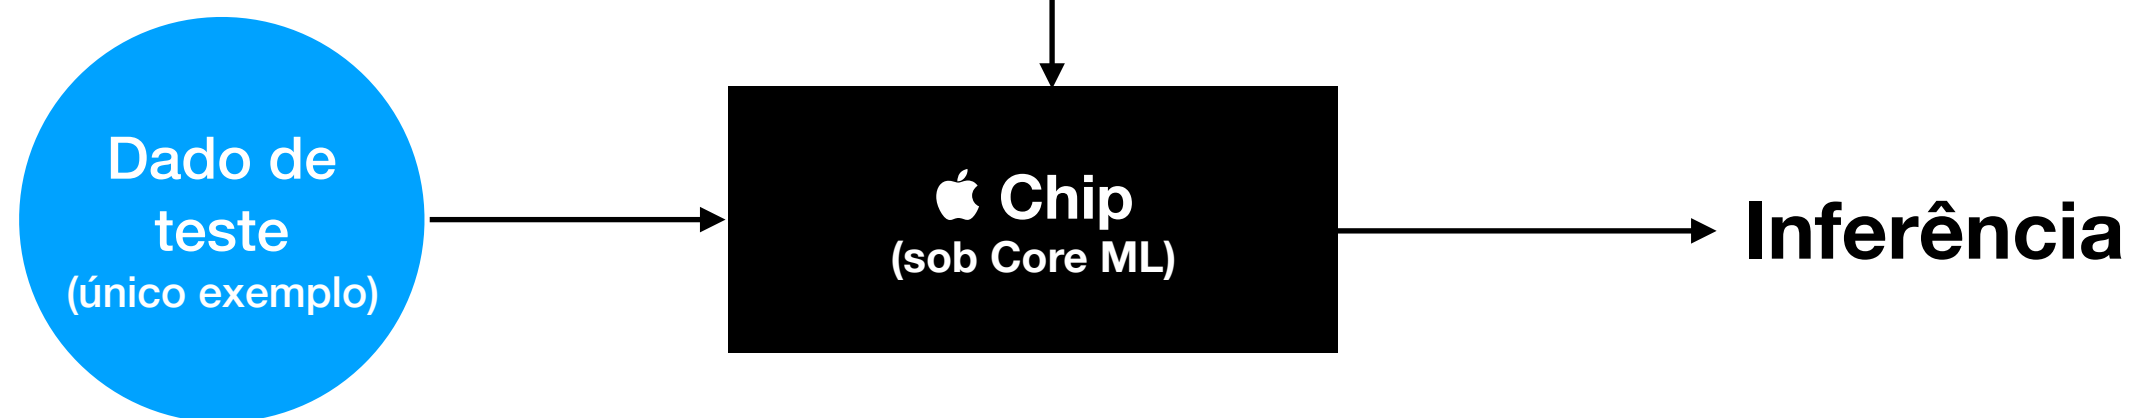 Dado de
teste
(único exemplo)
Chip
(sob Core ML)
Inferência